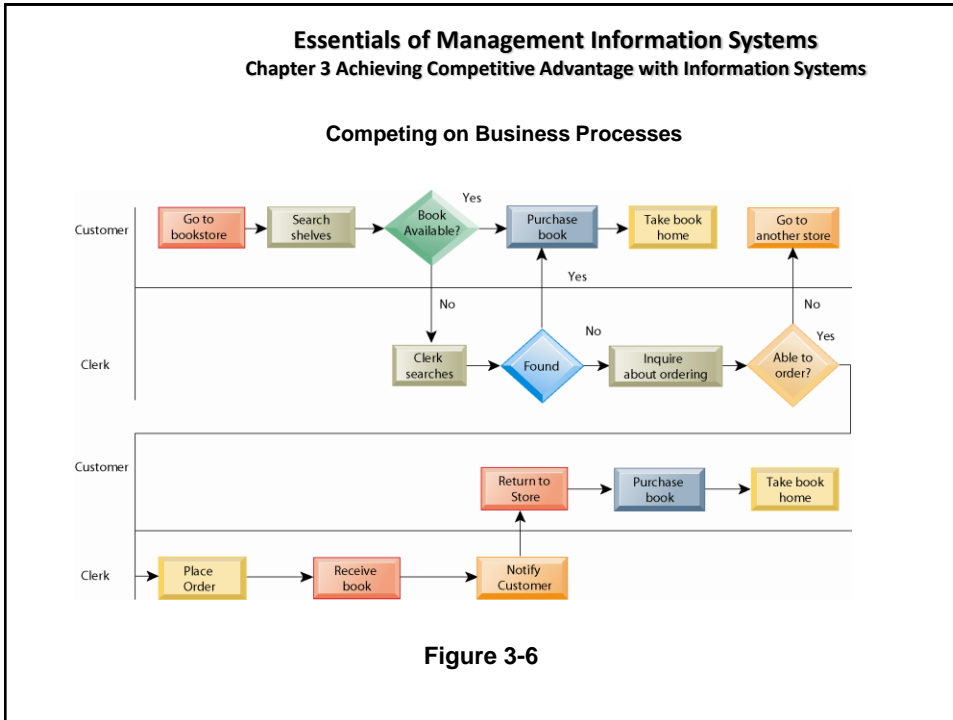 Essentials of Management Information Systems
Chapter 3 Achieving Competitive Advantage with Information Systems
Competing on Business Processes
Customer
Go to
bookstore
Search
shelves
Book
Available?
Yes
Purchase
book
Take book
home
Go to
another store
No
Yes
No
Clerk
Clerk
searches
Found
No
Inquire
about ordering
Able to
order?
Yes
Customer
Return to
Store
Purchase
book
Take book
home
Clerk
Place
Order
Receive
book
Notify
Customer
Figure 3-6